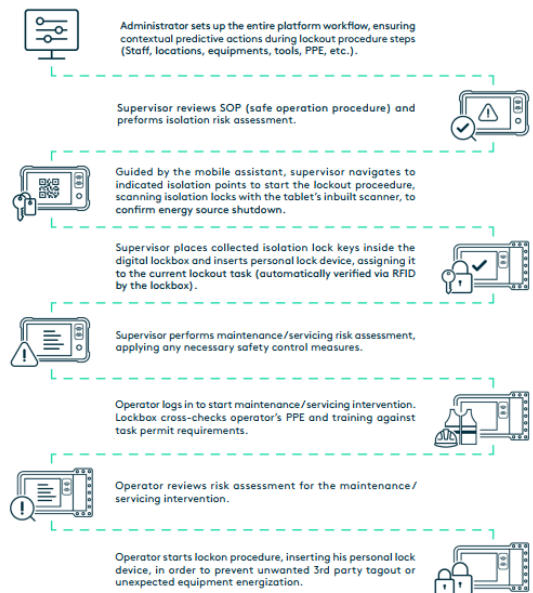 Administrator sets up the entire platform workflow, ensuring
contextual predictive actions during lockout procedure steps
(Staff, locations, equipments, tools, PPE, etc.).
Supervisor reviews SOP (safe operation procedure) and
preforms isolation risk assessment.
Guided by the mobile assistant, supervisor navigates to
indicated isolation points to start the lockout proceedure,
scanning isolation locks with the tablet's inbuilt scanner, to
confirm energy source shutdown.
Supervisor places collected isolation lock keys inside the
digital lockbox and inserts personal lock device, assigning it
to the current lockout task (automatically verified via RFID
by the lockbox).
Supervisor performs maintenance/servicing risk assessment,
applying any necessary safety control measures.
Operator logs in to start maintenance/servicing intervention.
Lockbox cross-checks operator's PPE and training against
task permit requirements.
Operator reviews risk assessment for the maintenance/
servicing intervention.
Operator starts lockon procedure, inserting his personal lock
device, in order to prevent unwanted 3rd party tagout or
unexpected equipment energization.